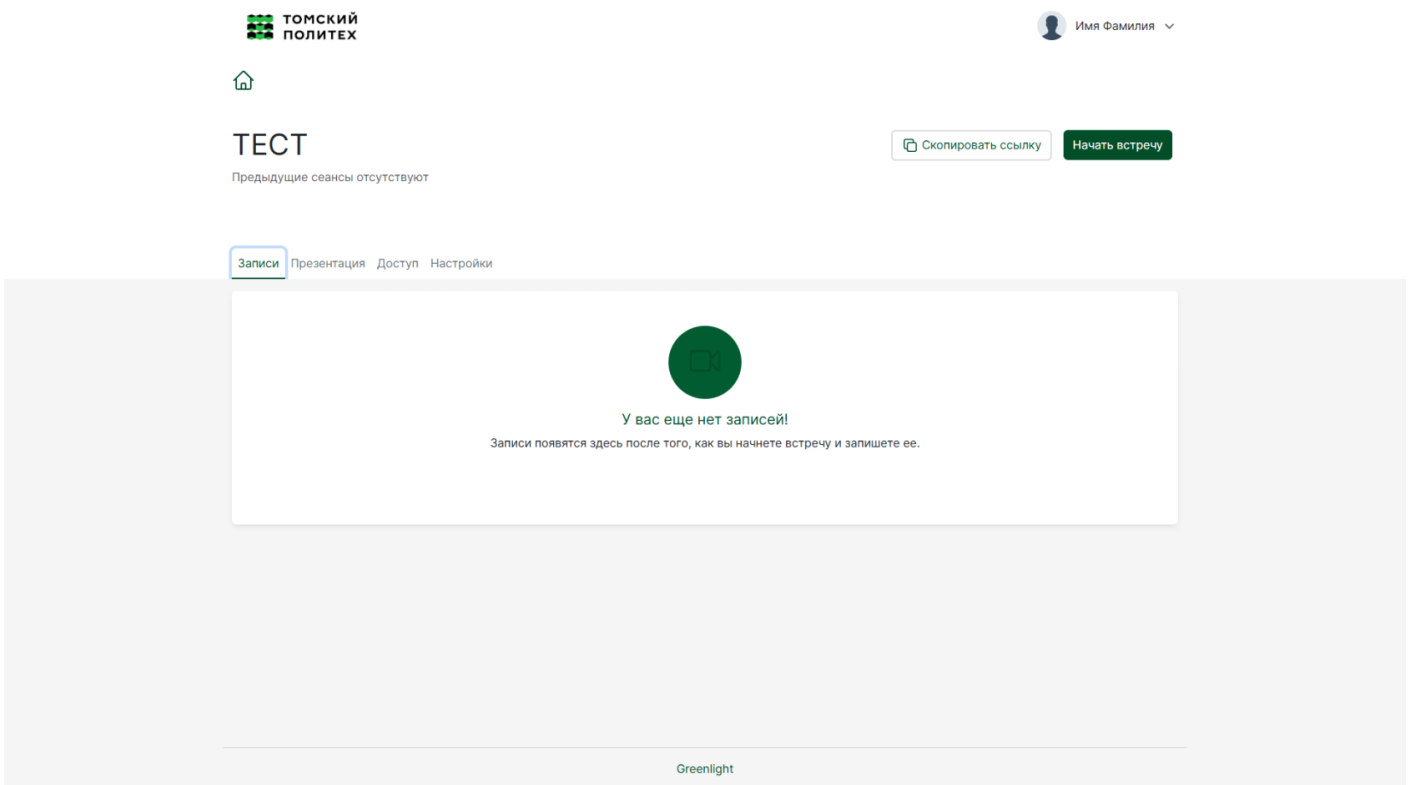 ТОМСКИЙ
ПОЛИТЕХ
Имя Фамилия
ТЕСТ
Скопировать ссылку
Начать встречу
Предыдущие сеансы отсутствуют
Записи Презентация Доступ Настройки
У вас еще нет записей!
Записи появятся здесь после того, как вы начнете встречу и запишете ее.
Greenlight